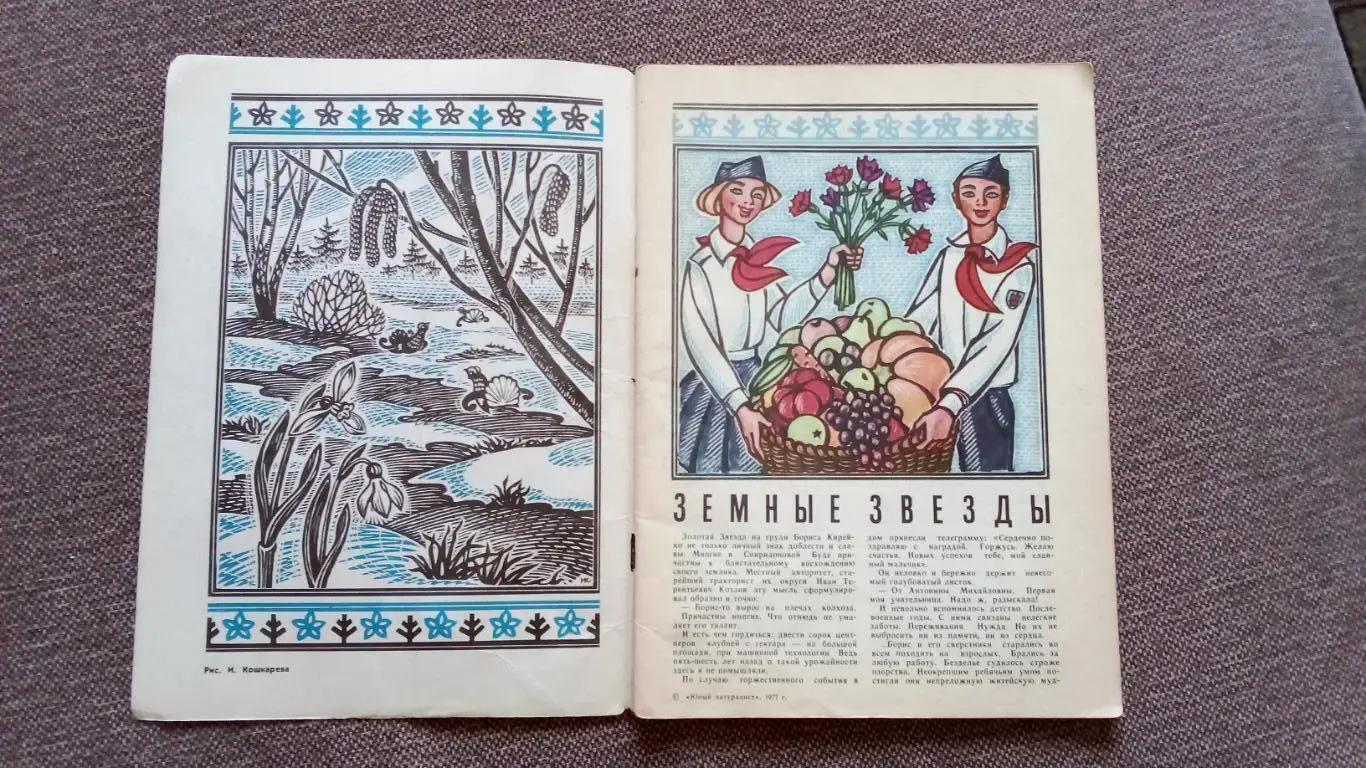 Рис. И. Кошкарева
НК
ЗЕМНЫЕ ЗВЕЗДЫ
Золотая Звезда на груди Бориса Кирей-
ко не только личный знак доблести и сла-
вы Многие в Спиридоновой Буде при-
частны к блистательному восхождению
своего земляка. Местный авторитет, ста-
рейший тракторист их округи Иван Те-
рентьевич Козлов эту мысль сформулиро-
вал образно и точно:
— Борис-то вырос на плечах колхоза.
Причастны многие. Что отнюдь не ума-
ляет его талант.
И есть чем гордиться: двести сорок цент-
неров клубней с гектара — на большой
площади, при машинной технологии. Ведь
пять-шесть лет назад о такой урожайности
здесь и не помышляли.
По случаю торжественного события в
дом принесли телеграмму: «Сердечно по-
здравляю с наградой. Горжусь. Желаю
счастья. Новых успехов тебе, мой слав-
ный мальчик».
Он неловко и бережно держит невесо-
мый голубоватый листок.
— От Антонины Михайловны. Первая
моя учительница. Надо ж, разыскала!
И невольно вспомнилось детство. После-
военные годы. С ними связаны нелегкие
заботы. Переживания. Нужда. Но их не
выбросить ни из памяти, ни из сердца.
...Борис и его сверстники старались во
всем походить на взрослых. Брались за
любую работу. Безделье судилось строже
озорства. Неокрепшим ребячьим умом по-
стигали они непреложную житейскую муд-
© «Юный натуралист», 1977 г.